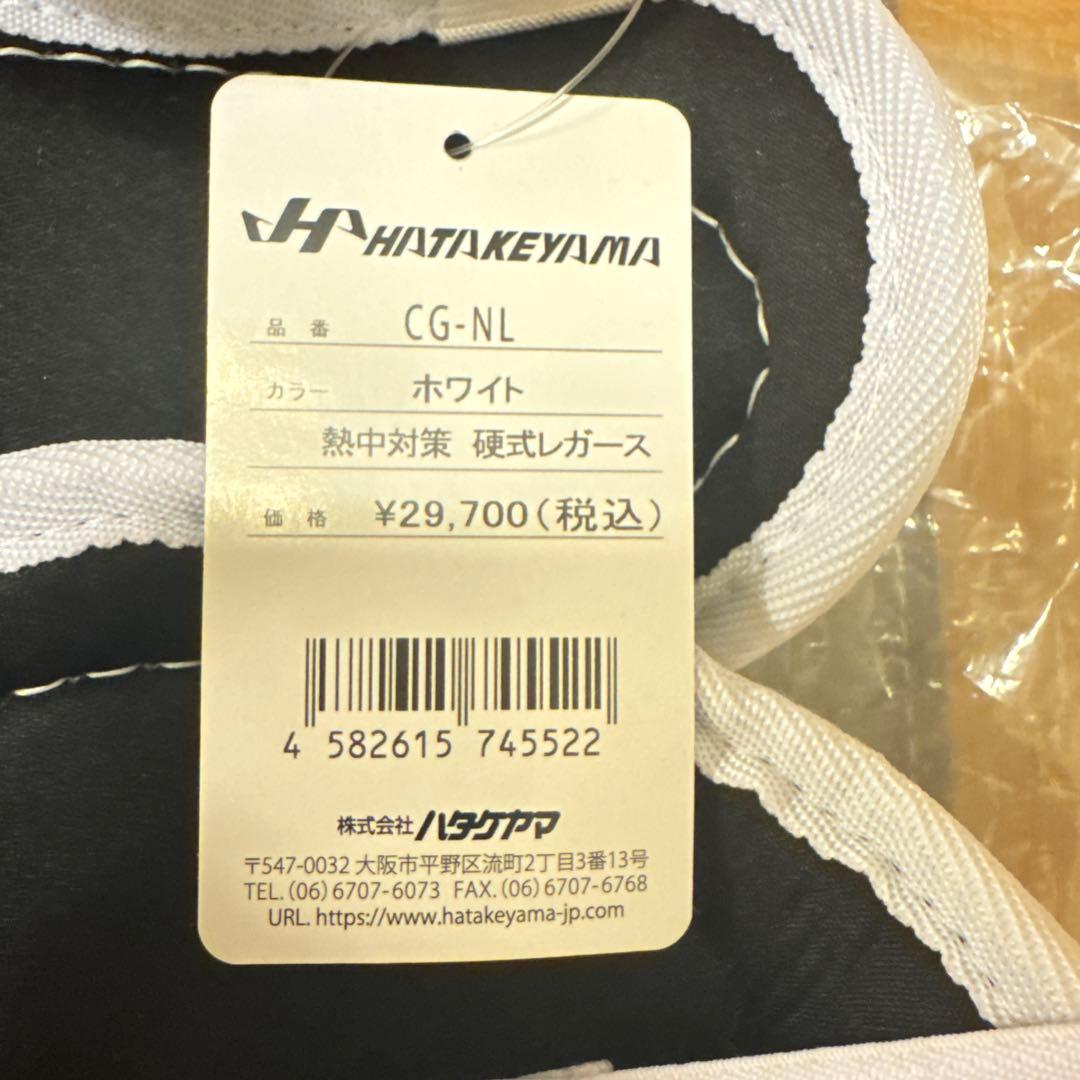 HATAKEYAMA
品番 CG-NL
カラー ホワイト
熱中対策 硬式レガース
価格 ¥29,700(税込)
4 582615 745522
株式会社 ハタケヤマ
〒547-0032 大阪市平野区流町2丁目3番13号
TEL.(06)6707-6073 FAX.(06)6707-6768
URL. https://www.hatakeyama-jp.com